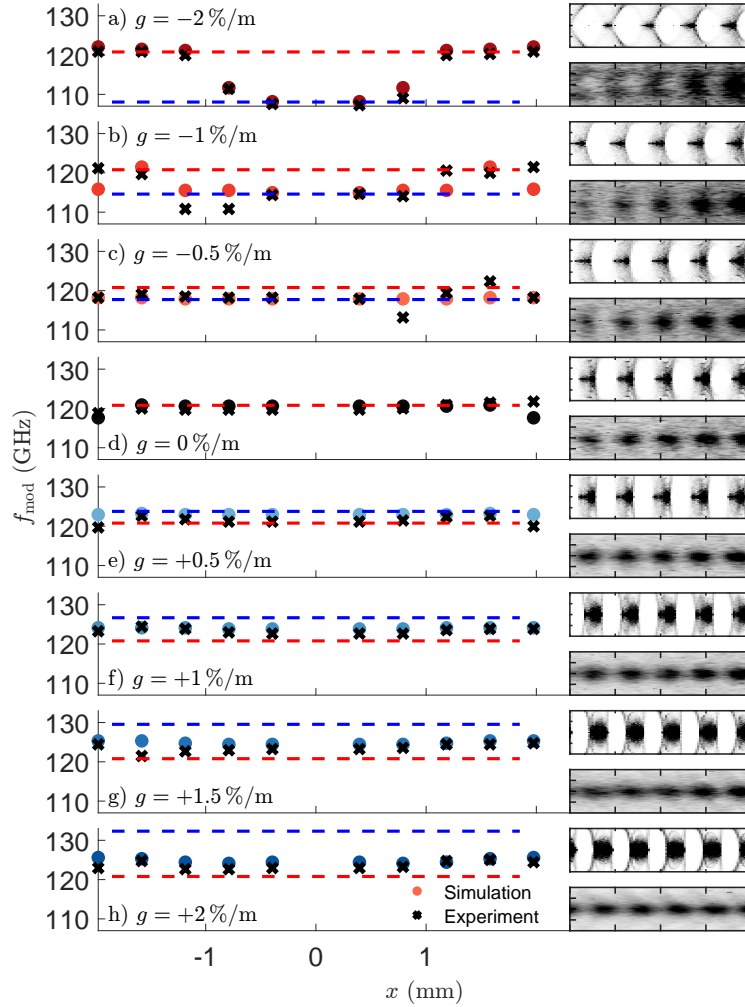 a) g = −2 %/m
130
120
110
b) g = −1 %/m
130
120
110
c) g = −0.5 %/m
130
120
110
130
120
110
d) g = 0 %/m
130
120
110
e) g = +0.5 %/m
130
120
110
f) g = +1 %/m
130
120
110
g) g = +1.5 %/m
130
120
110
h) g = +2 %/m
Simulation
Experiment
f_mod (GHz)
-1
0
1
x (mm)